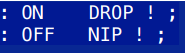 : ON DROP ! ;
: OFF NIP ! ;